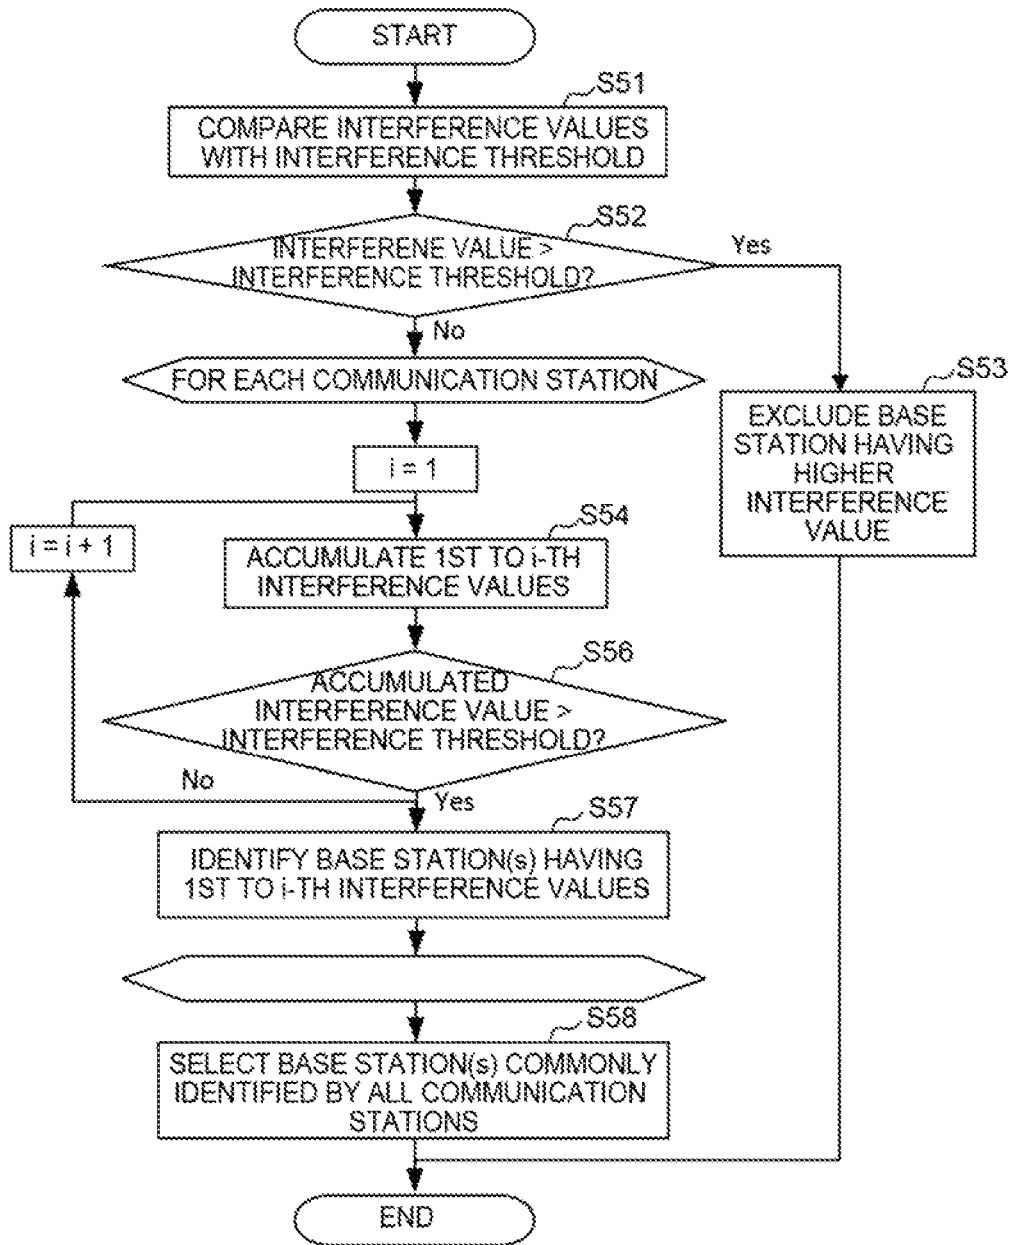 START
S51
COMPARE INTERFERENCE VALUES
WITH INTERFERENCE THRESHOLD
S52
INTERFERENE VALUE >
INTERFERENCE THRESHOLD?
Yes
No
FOR EACH COMMUNICATION STATION
S53
EXCLUDE BASE
STATION HAVING
HIGHER
INTERFERENCE
VALUE
i = 1
i = i + 1
S54
ACCUMULATE 1ST TO i-TH
INTERFERENCE VALUES
S56
ACCUMULATED
INTERFERENCE VALUE >
INTERFERENCE THRESHOLD?
No
Yes
S57
IDENTIFY BASE STATION(s) HAVING
1ST TO i-TH INTERFERENCE VALUES
S58
SELECT BASE STATION(s) COMMONLY
IDENTIFIED BY ALL COMMUNICATION
STATIONS
END